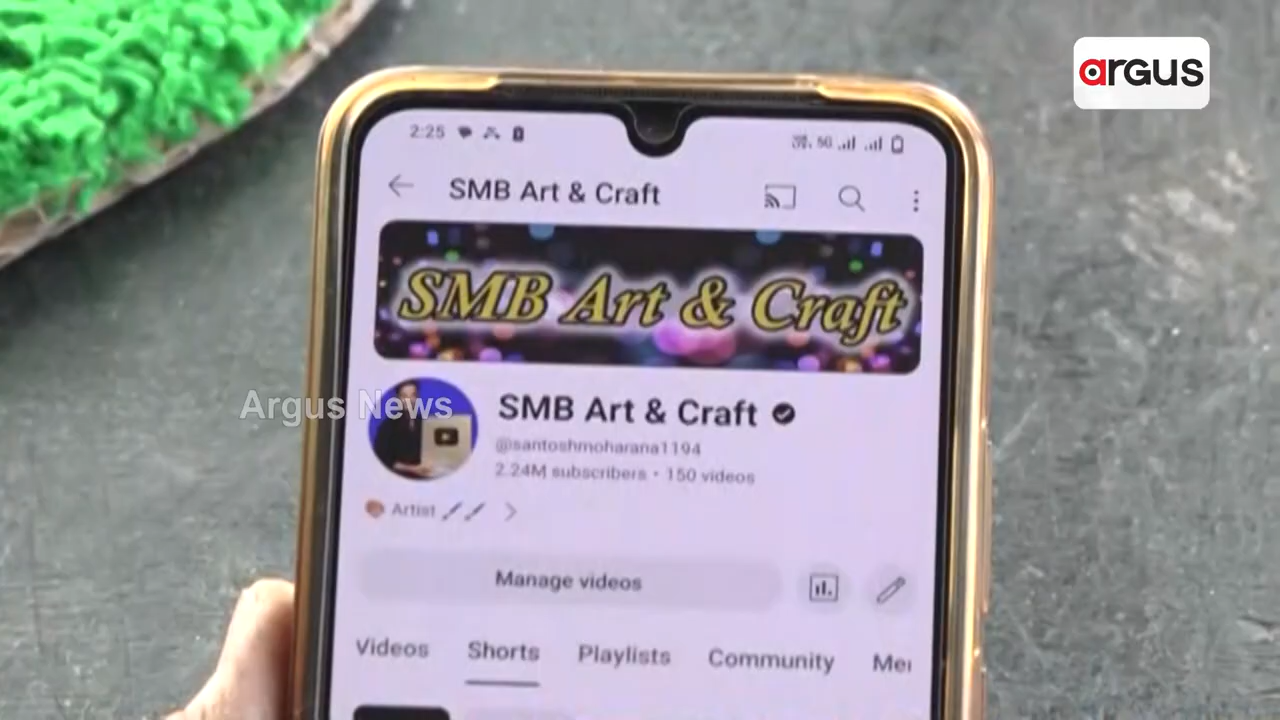 argus
2:25
5G
SMB Art & Craft
SMB Art & Craft
Argus News
SMB Art & Craft
@santoshmoharana1194
2.24M subscribers • 150 videos
Artist
Manage videos
Videos Shorts Playlists Community Mei